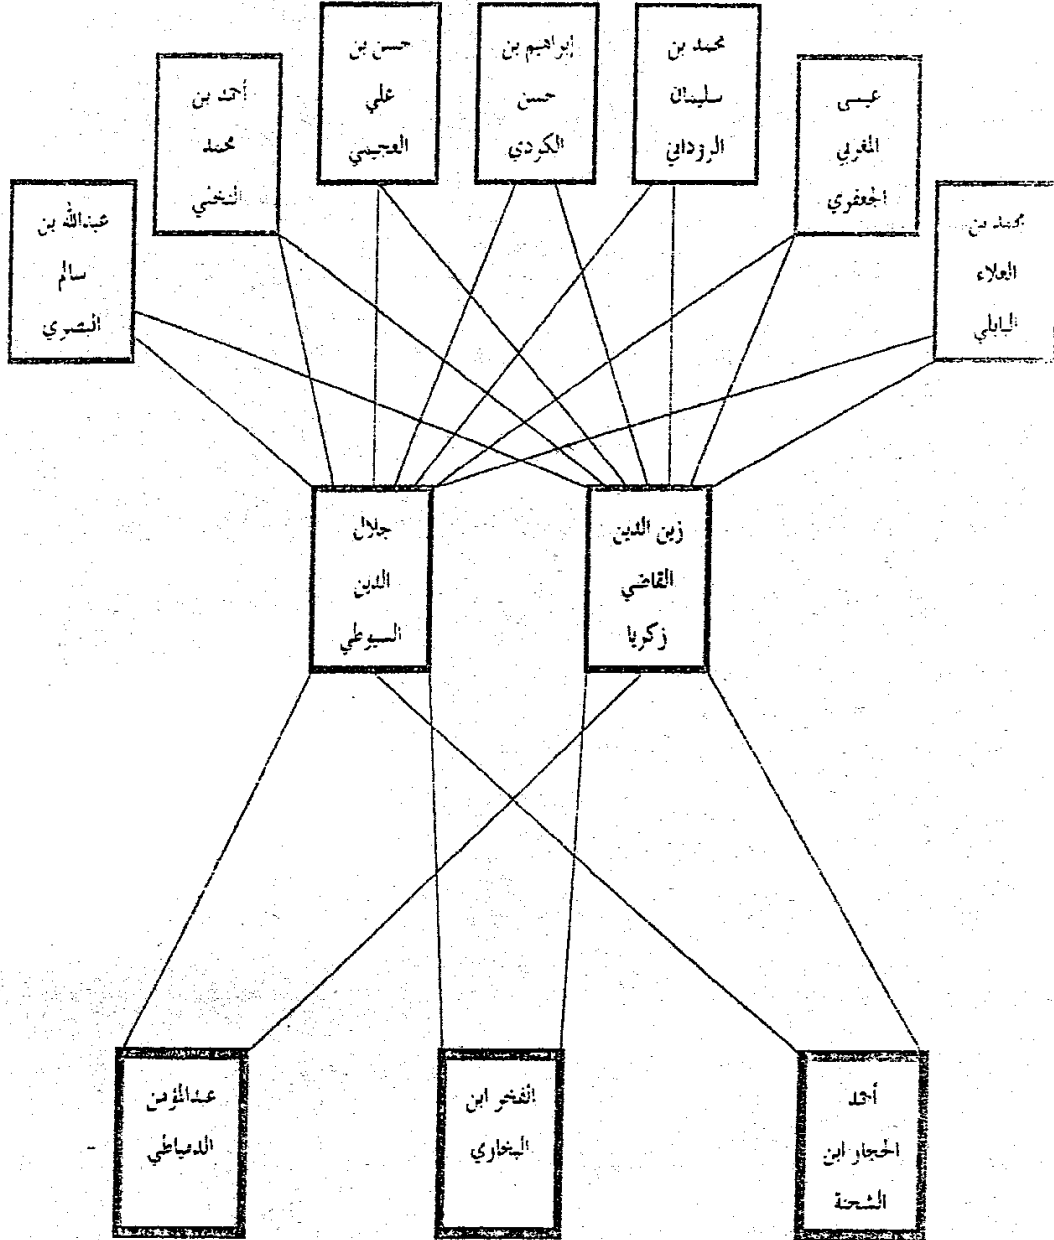 محمد بن
العلاء
البابلي
عيسى
المغربي
الجعفري
محمد بن
سليمان
الروداني
إبراهيم بن
حسن
الكردي
حسن بن
علي
العجيمي
أحمد بن
محمد
النخلي
عبدالله بن
سالم
البصري
زين الدين
القاضي
زكريا
جلال
الدين
السيوطي
أحمد
الحجار ابن
الشحنة
الفخر ابن
البخاري
عبدالمؤمن
الدمياطي